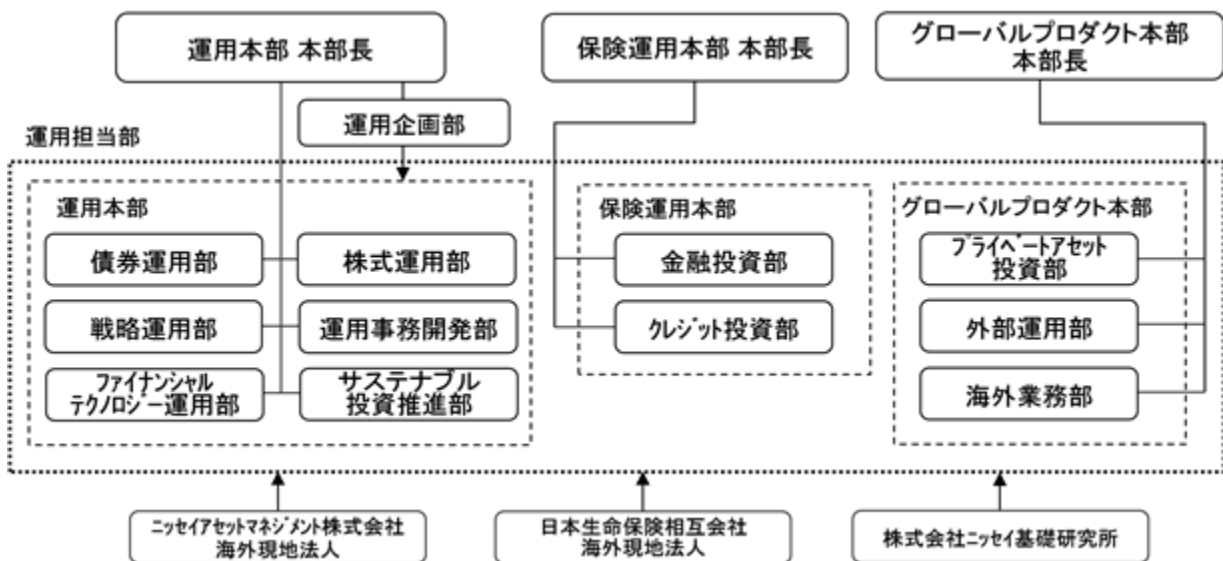 運用本部 本部長
保険運用本部 本部長
グローバルプロダクト本部
本部長
運用企画部
運用担当部
運用本部
債券運用部
株式運用部
戦略運用部
運用事務開発部
ファイナンシャル
テクノロジー運用部
サステナブル
投資推進部
保険運用本部
金融投資部
クレジット投資部
グローバルプロダクト本部
プライベートアセット
投資部
外部運用部
海外業務部
ニッセイアセットマネジメント株式会社
海外現地法人
日本生命保険相互会社
海外現地法人
株式会社ニッセイ基礎研究所